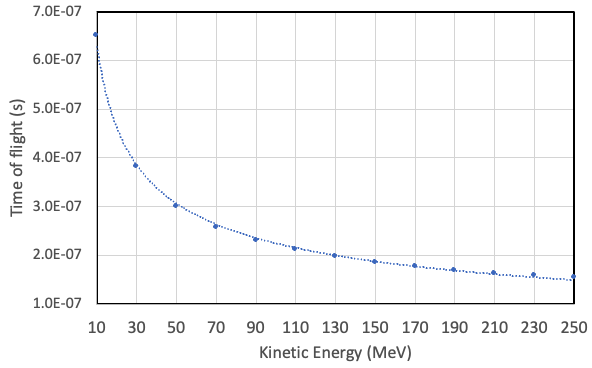 7.0E-07
6.0E-07
5.0E-07
4.0E-07
3.0E-07
2.0E-07
1.0E-07
Time of flight (s)
10 30 50 70 90 110 130 150 170 190 210 230 250
Kinetic Energy (MeV)